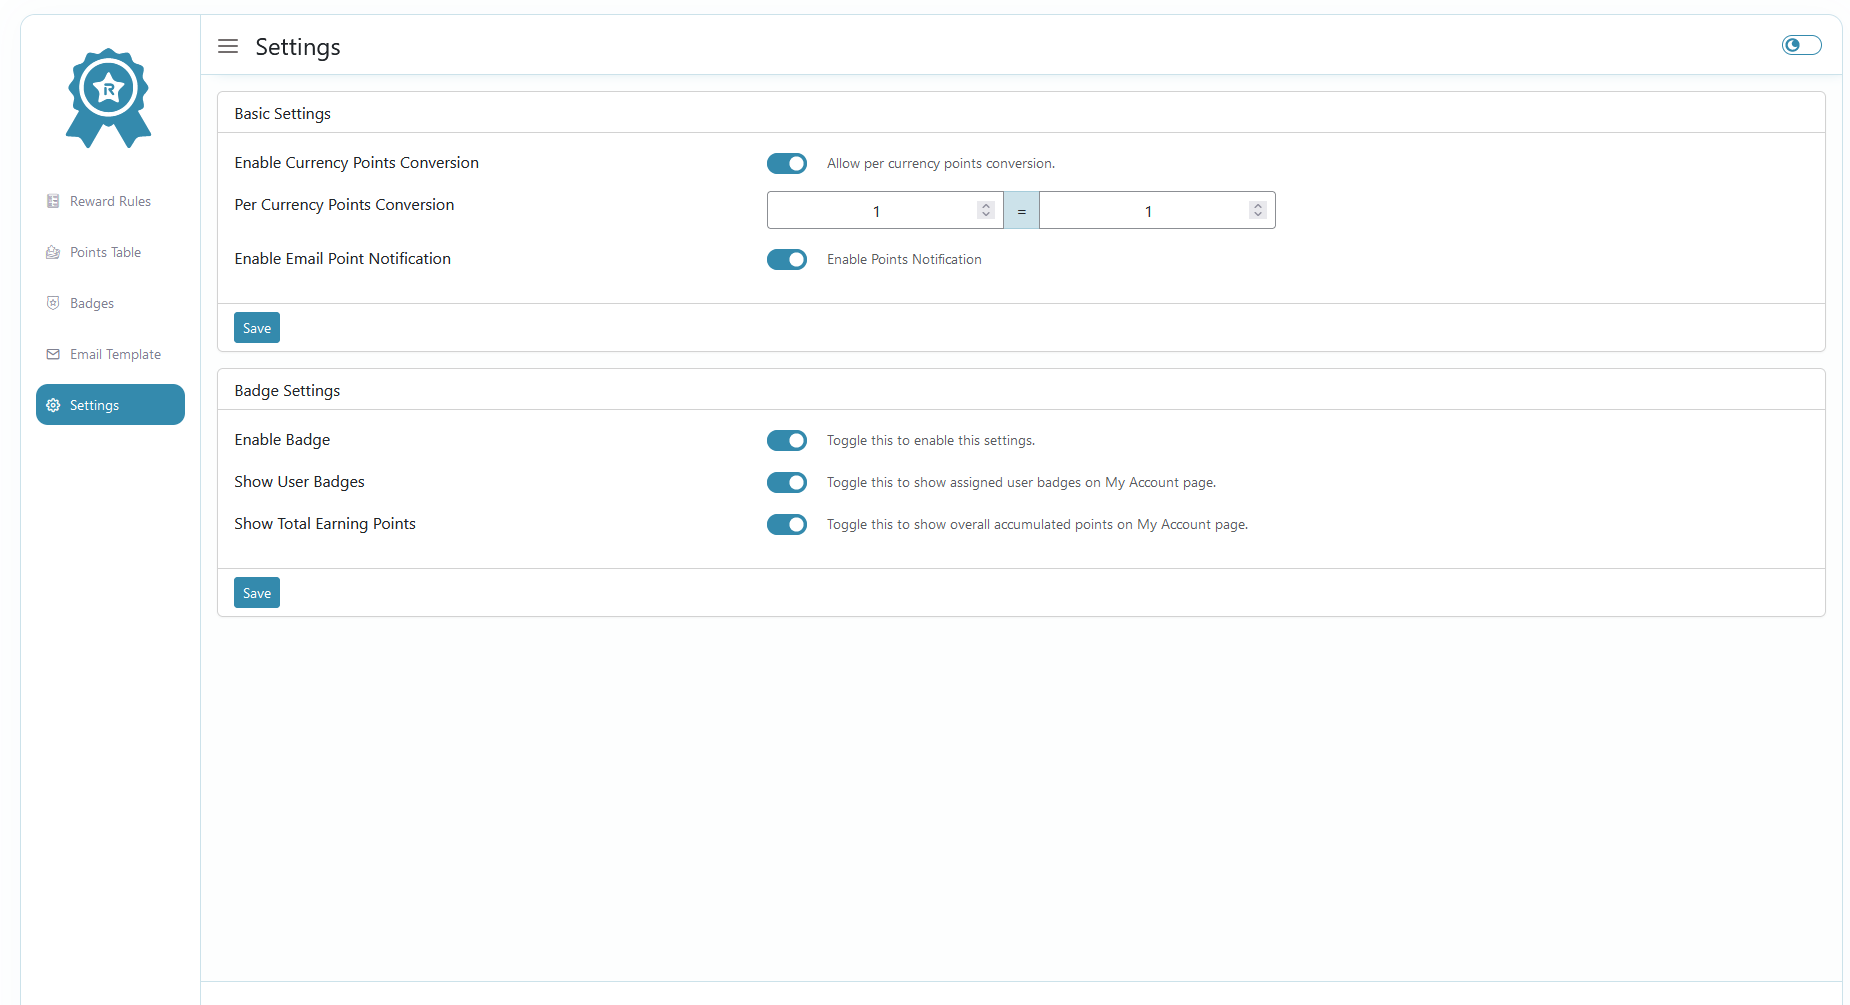 R
Settings
Reward Rules
Points Table
Badges
Email Template
Settings
Basic Settings
Enable Currency Points Conversion
Allow per currency points conversion.
Per Currency Points Conversion
1 = 1
Enable Email Point Notification
Enable Points Notification
Save
Badge Settings
Enable Badge
Toggle this to enable this settings.
Show User Badges
Toggle this to show assigned user badges on My Account page.
Show Total Earning Points
Toggle this to show overall accumulated points on My Account page.
Save